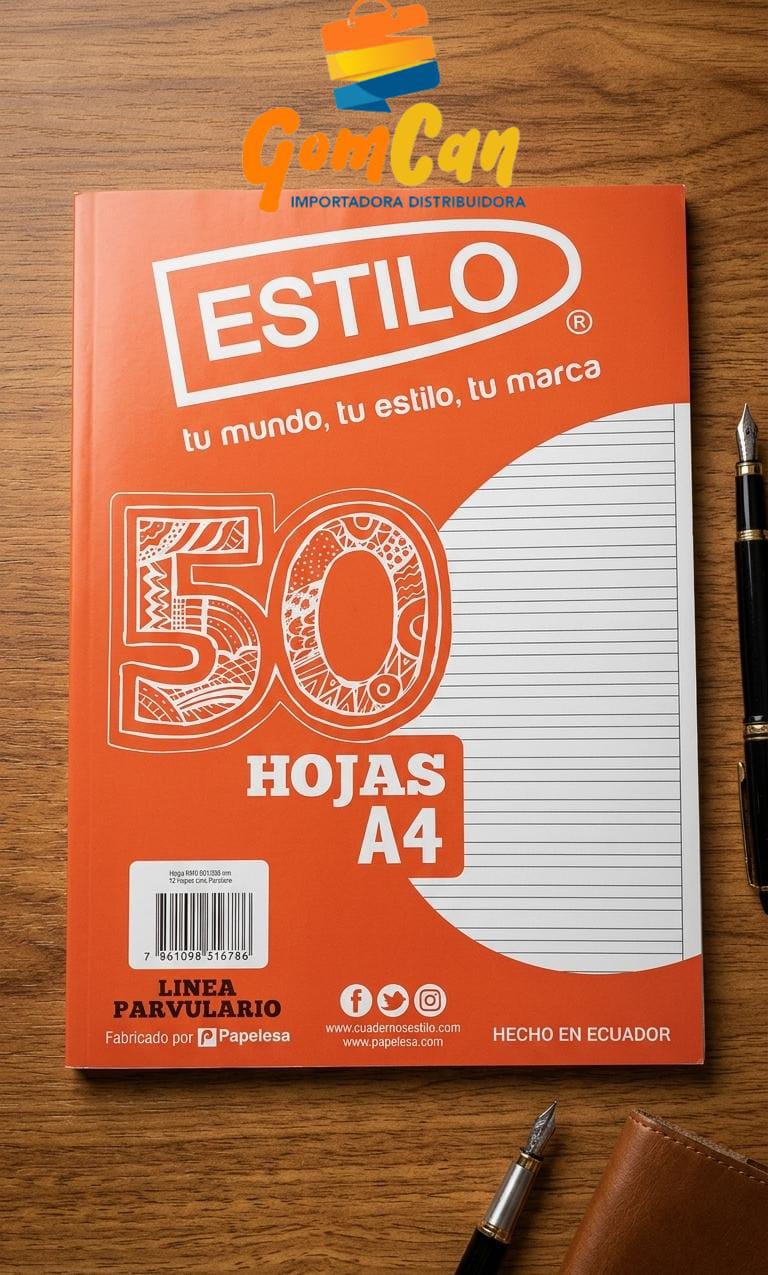 GomCan
IMPORTADORA DISTRIBUIDORA
ESTILO
®
tu mundo, tu estilo, tu marca
50
HOJAS
A4
7 861098 516786
LINEA
PARVULARIO
Fabricado por Papelesa
www.cuadernosestilo.com
www.papelesa.com
HECHO EN ECUADOR